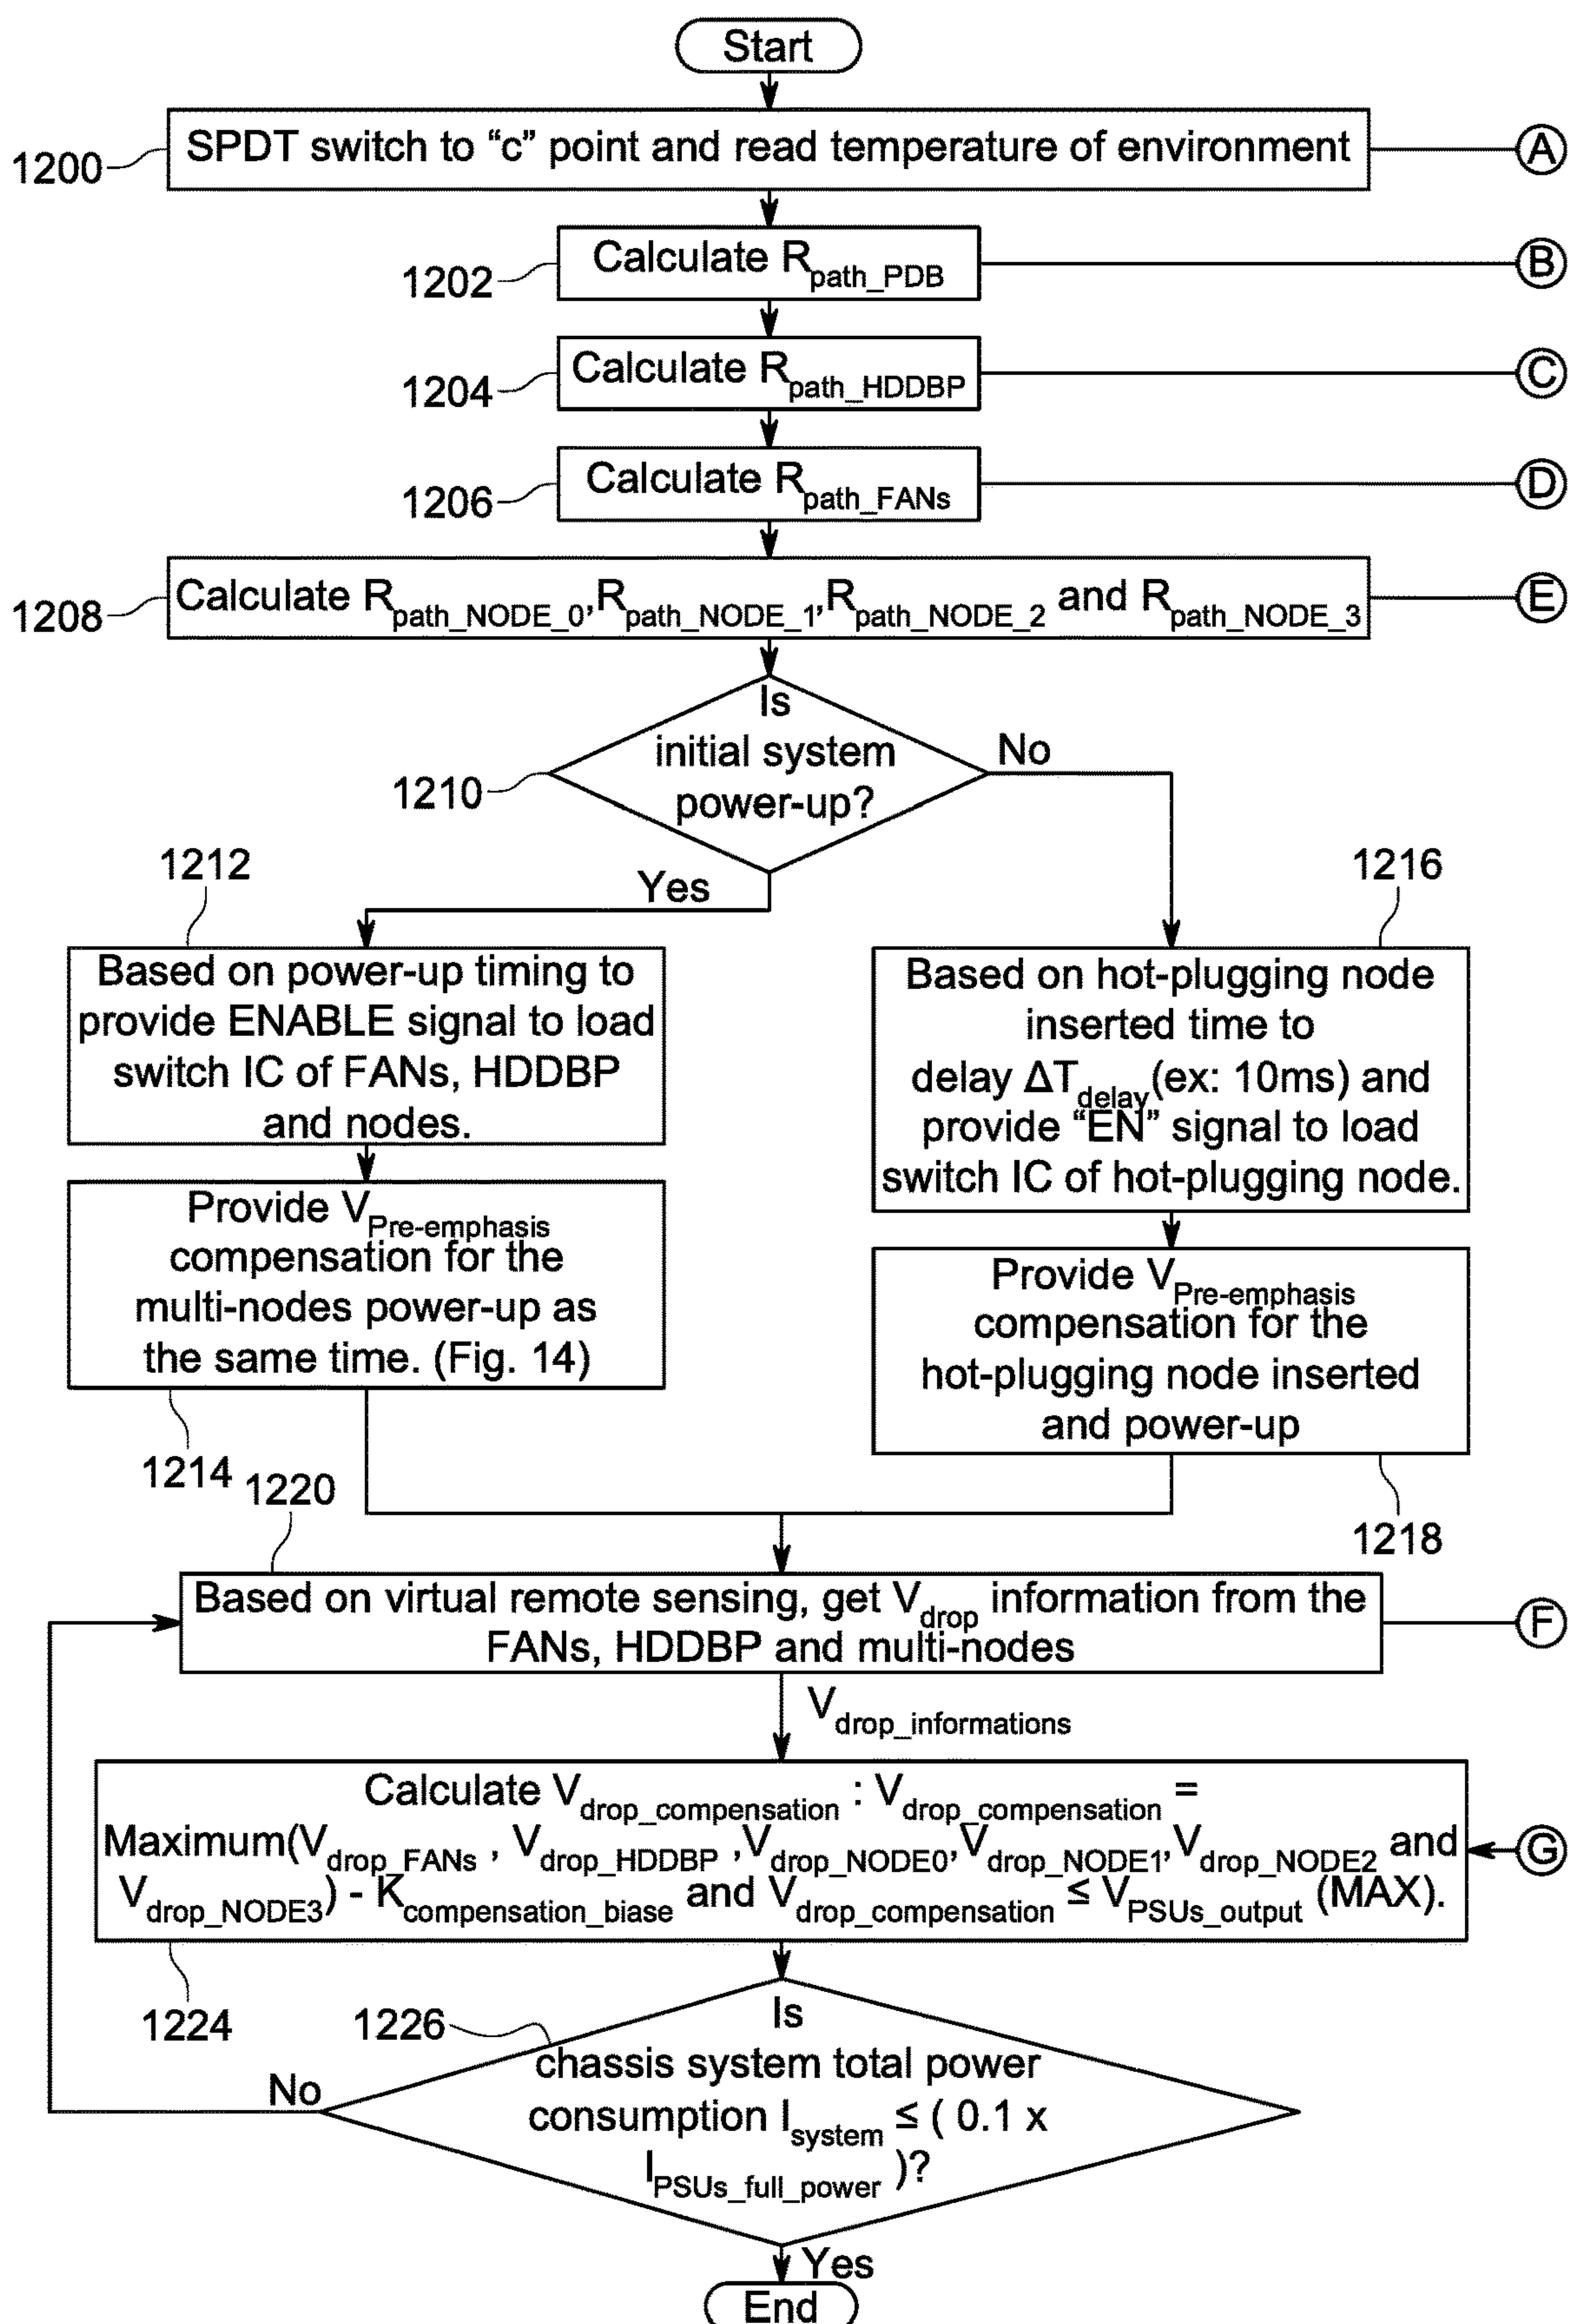 Start
1200
SPDT switch to “c” point and read temperature of environment
A
1202
Calculate Rpath_PDB
B
1204
Calculate Rpath_HDDBP
C
1206
Calculate Rpath_FANs
D
1208
Calculate Rpath_NODE_0,Rpath_NODE_1,Rpath_NODE_2 and Rpath_NODE_3
E
1210
Is
initial system
power-up?
No
Yes
1212
Based on power-up timing to
provide ENABLE signal to load
switch IC of FANs, HDDBP
and nodes.
1216
Based on hot-plugging node
inserted time to
delay ΔTdelay(ex: 10ms) and
provide “EN” signal to load
switch IC of hot-plugging node.
Provide VPre-emphasis
compensation for the
multi-nodes power-up as
the same time. (Fig. 14)
1214
Provide VPre-emphasis
compensation for the
hot-plugging node inserted
and power-up
1218
1220
Based on virtual remote sensing, get Vdrop information from the
FANs, HDDBP and multi-nodes
F
Vdrop_informations
Calculate Vdrop_compensation : Vdrop_compensation =
Maximum(Vdrop_FANs , Vdrop_HDDBP ,Vdrop_NODE0,Vdrop_NODE1,Vdrop_NODE2 and
Vdrop_NODE3) - Kcompensation_biase and Vdrop_compensation ≤ VPSUs_output (MAX).
G
1224
1226
Is
chassis system total power
consumption Isystem ≤ ( 0.1 x
IPSUs_full_power )?
No
Yes
End